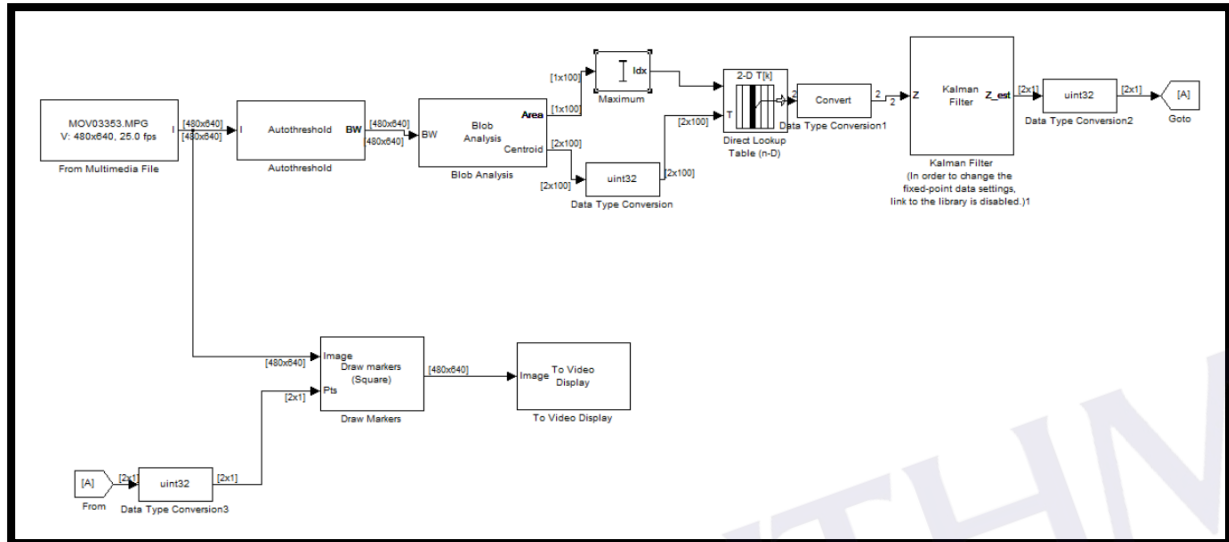 MOV03353.MPG
V: 480x640, 25.0 fps
I
From Multimedia File
[480x640]
[480x640]
I
Autothreshold
BW
Autothreshold
[480x640]
[480x640]
BW
Blob
Analysis
Area
Centroid
Blob Analysis
[1x100]
[1x100]
Idx
Maximum
[2x100]
[2x100]
uint32
Data Type Conversion
[2x100]
[2x100]
2-D T[k]
T
Direct Lookup
Table (n-D)
2
Convert
Data Type Conversion1
2
2
Z
Kalman
Filter
Z_est
Kalman Filter
(In order to change the
fixed-point data settings,
link to the library is disabled.)1
[2x1]
uint32
Data Type Conversion2
[2x1]
[A]
Goto
[480x640]
Image
Draw markers
(Square)
Pts
Draw Markers
[2x1]
[480x640]
Image
To Video
Display
To Video Display
[A]
From
[2x1]
uint32
Data Type Conversion3
[2x1]
THM